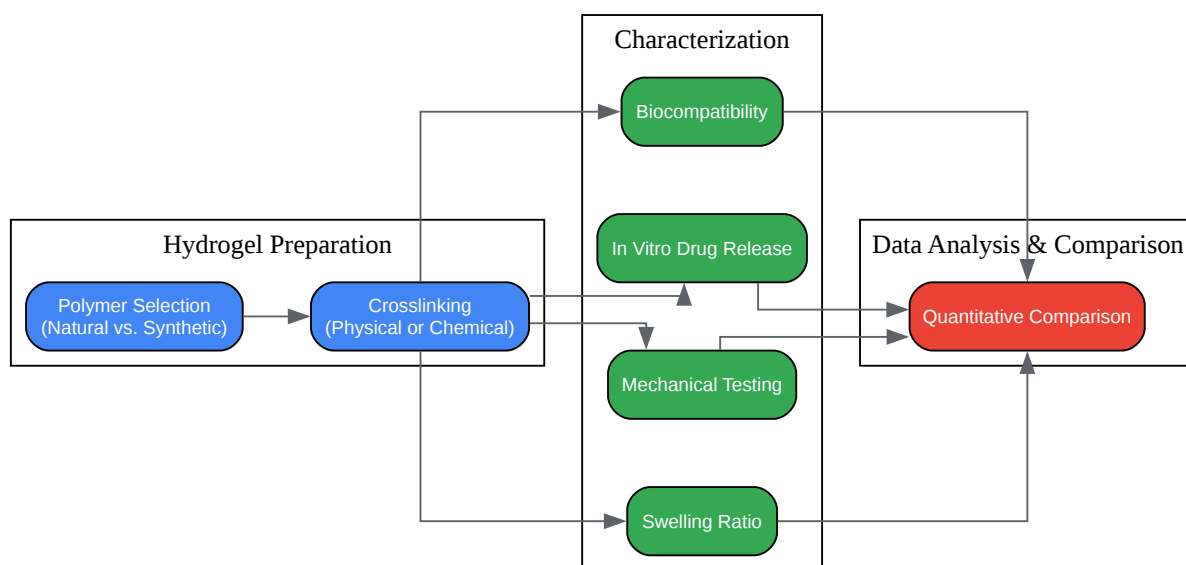 Characterization
Biocompatibility
Hydrogel Preparation
In Vitro Drug Release
Data Analysis & Comparison
Polymer Selection
(Natural vs. Synthetic)
Crosslinking
(Physical or Chemical)
Quantitative Comparison
Mechanical Testing
Swelling Ratio